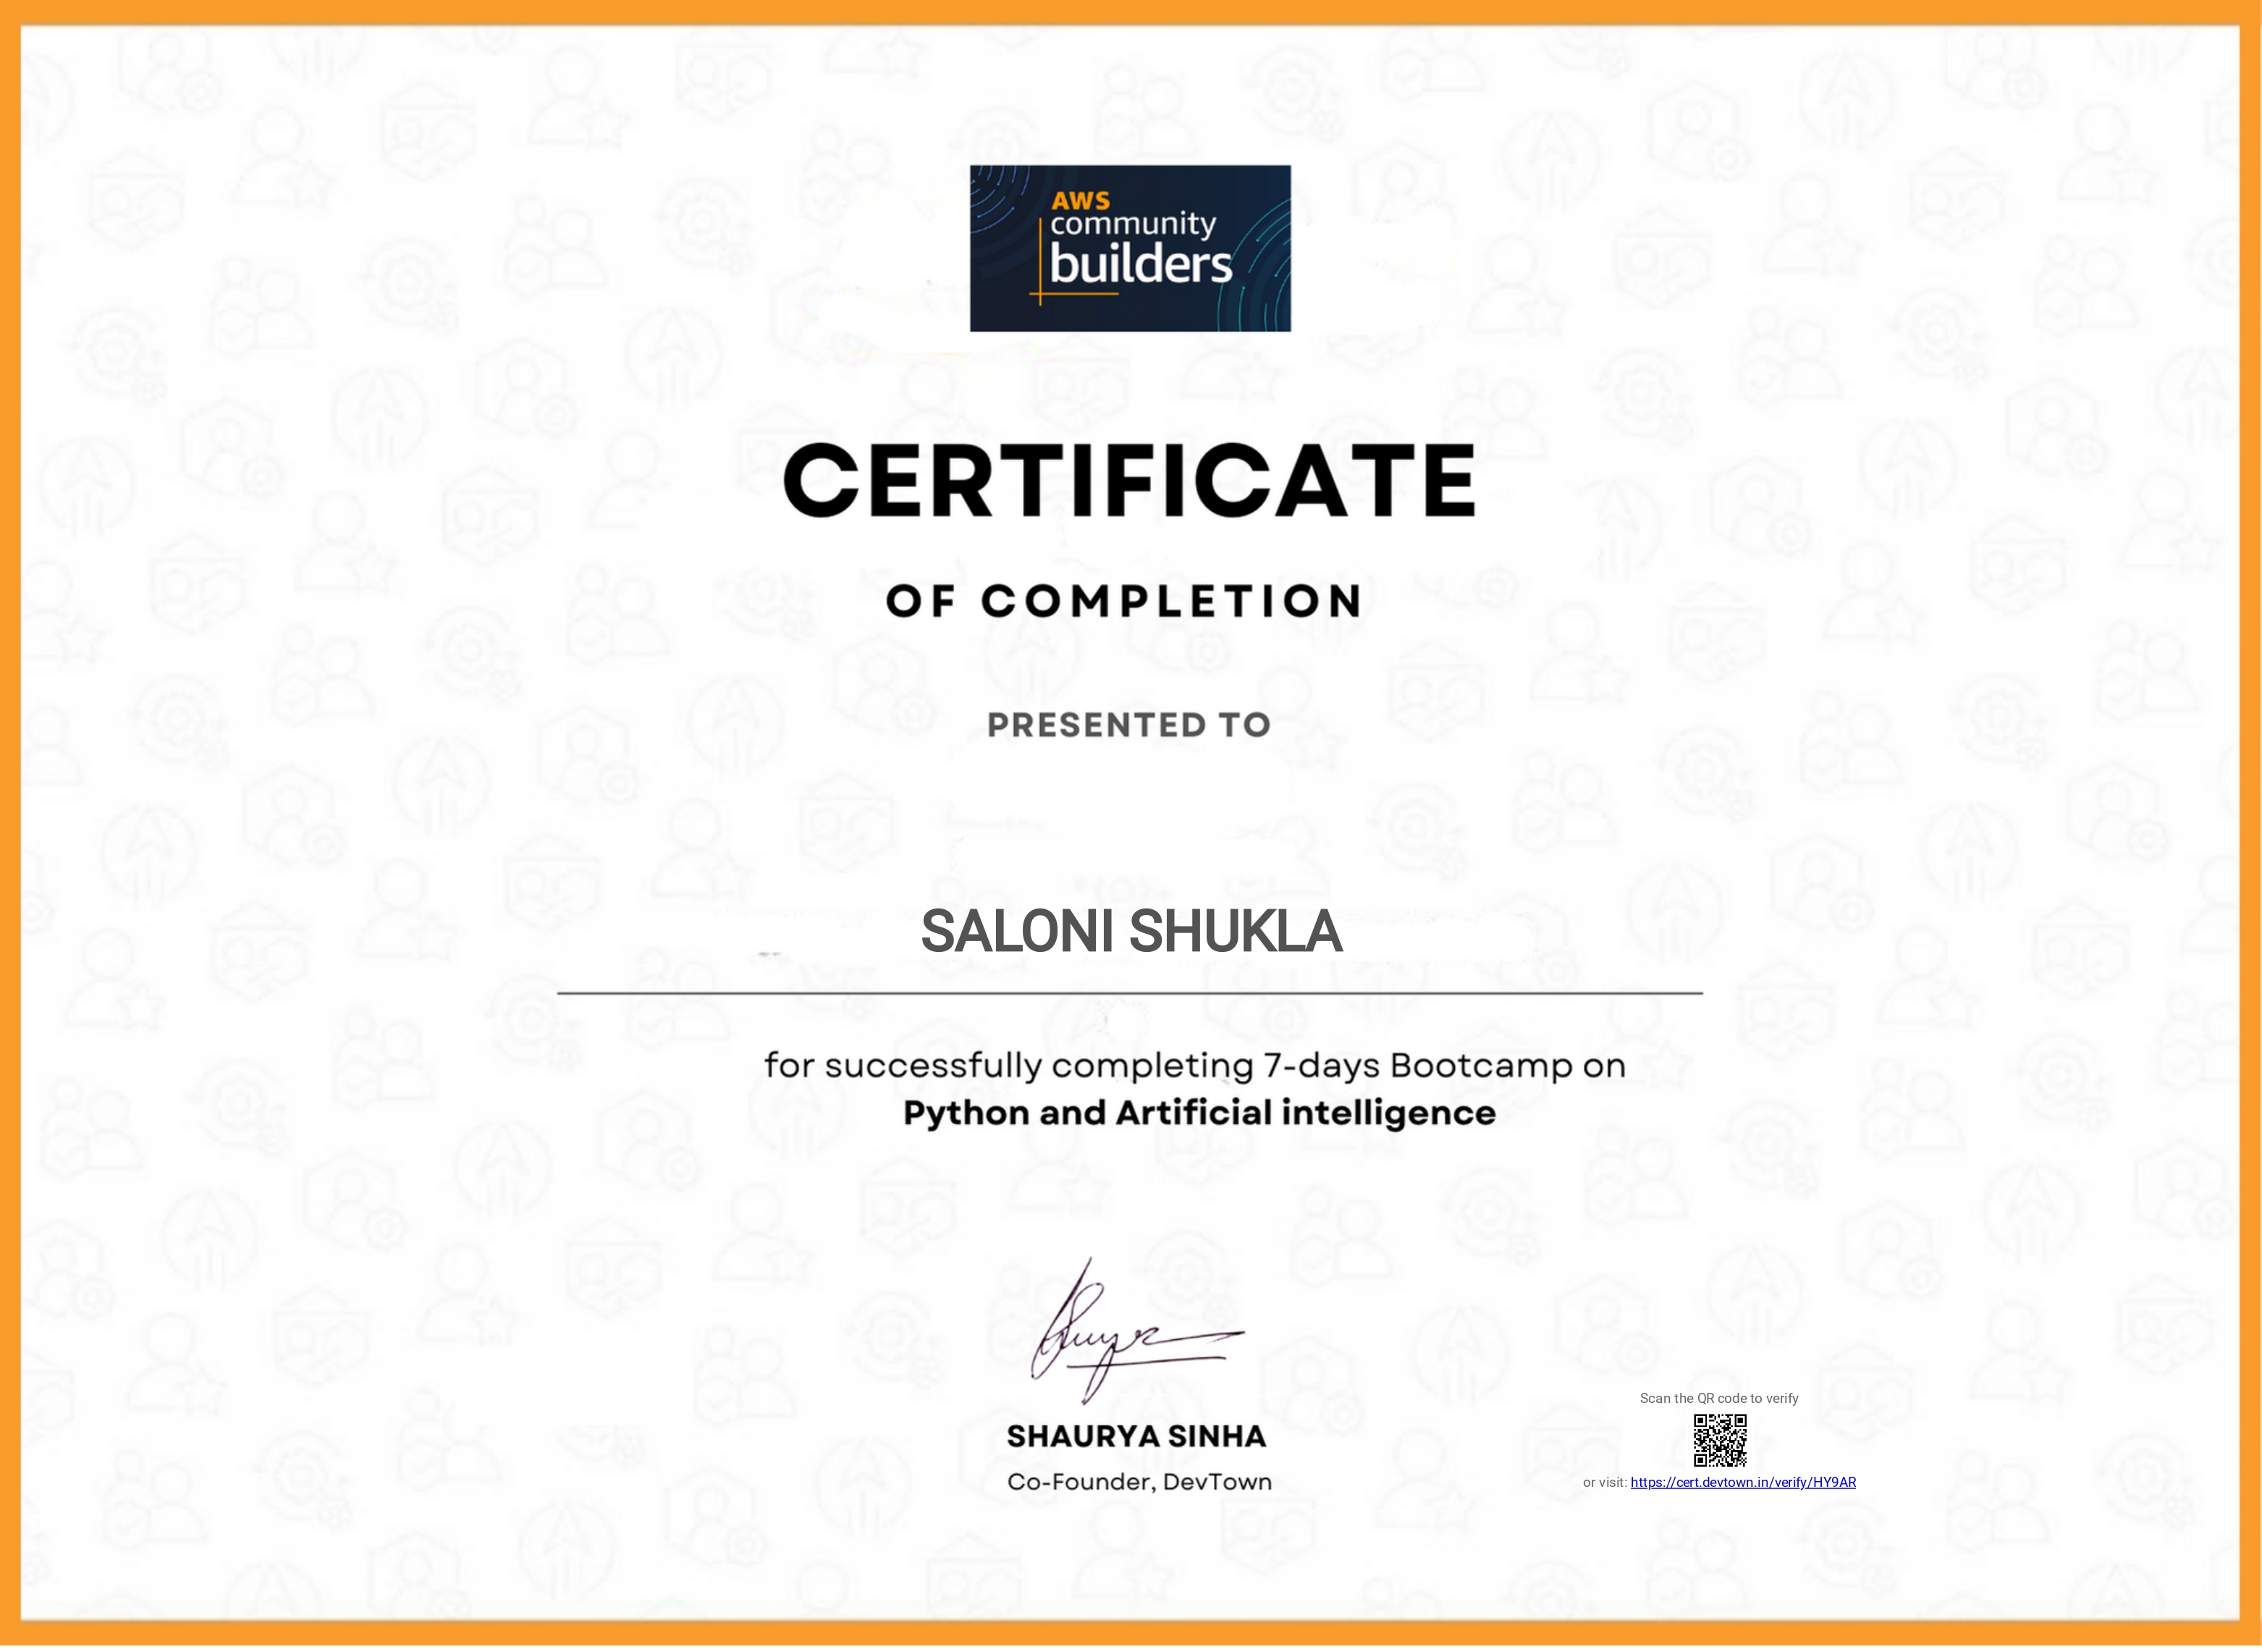 AWS
community
builders
CERTIFICATE
OF COMPLETION
PRESENTED TO
SALONI SHUKLA
for successfully completing 7-days Bootcamp on
Python and Artificial intelligence
SHAURYA SINHA
Co-Founder, DevTown
Scan the QR code to verify
or visit: https://cert.devtown.in/verify/HY9AR